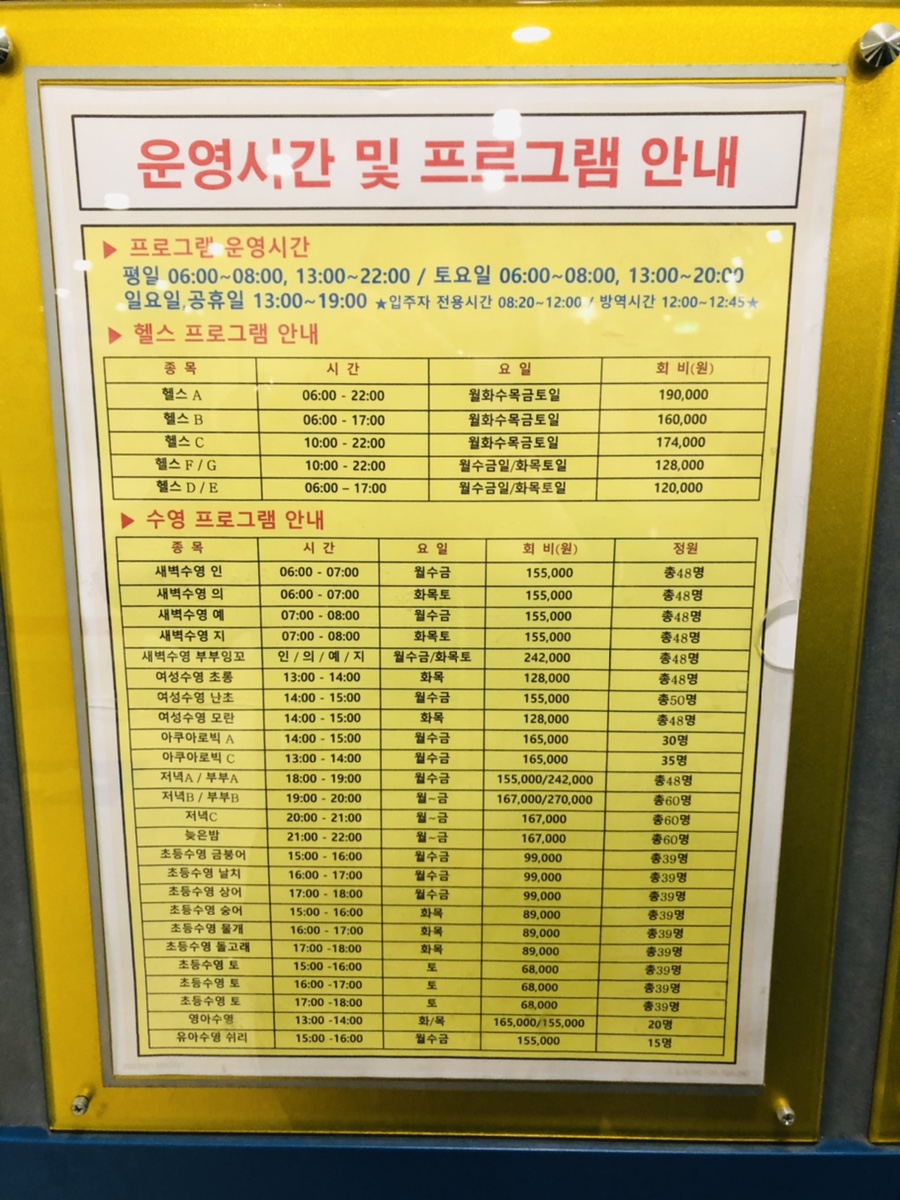 운영시간 및 프로그램 안내
▶ 프로그램 운영시간
평일 06:00~08:00, 13:00~22:00 / 토요일 06:00~08:00, 13:00~20:00
일요일,공휴일 13:00~19:00 ★입주자 전용시간 08:20~12:00 / 방역시간 12:00~12:45★
▶ 헬스 프로그램 안내
종 목 시 간 요 일 회 비(원)
헬스 A 06:00 - 22:00 월화수목금토일 190,000
헬스 B 06:00 - 17:00 월화수목금토일 160,000
헬스 C 10:00 - 22:00 월화수목금토일 174,000
헬스 F / G 10:00 - 22:00 월수금일/화목토일 128,000
헬스 D / E 06:00 – 17:00 월수금일/화목토일 120,000
▶ 수영 프로그램 안내
종 목 시 간 요 일 회 비(원) 정원
새벽수영 인 06:00 - 07:00 월수금 155,000 총48명
새벽수영 의 06:00 - 07:00 화목토 155,000 총48명
새벽수영 예 07:00 - 08:00 월수금 155,000 총48명
새벽수영 지 07:00 - 08:00 화목토 155,000 총48명
새벽수영 부부잉꼬 인 / 의 / 예 / 지 월수금/화목토 242,000 총48명
여성수영 초롱 13:00 - 14:00 화목 128,000 총48명
여성수영 난초 14:00 - 15:00 월수금 155,000 총50명
여성수영 모란 14:00 - 15:00 화목 128,000 총48명
아쿠아로빅 A 14:00 - 15:00 월수금 165,000 30명
아쿠아로빅 C 13:00 - 14:00 월수금 165,000 35명
저녁A / 부부A 18:00 - 19:00 월수금 155,000/242,000 총48명
저녁B / 부부B 19:00 - 20:00 월~금 167,000/270,000 총60명
저녁C 20:00 - 21:00 월~금 167,000 총60명
늦은밤 21:00 - 22:00 월~금 167,000 총60명
초등수영 금붕어 15:00 - 16:00 월수금 99,000 총39명
초등수영 날치 16:00 - 17:00 월수금 99,000 총39명
초등수영 상어 17:00 - 18:00 월수금 99,000 총39명
초등수영 숭어 15:00 - 16:00 화목 89,000 총39명
초등수영 물개 16:00 - 17:00 화목 89,000 총39명
초등수영 돌고래 17:00 -18:00 화목 89,000 총39명
초등수영 토 15:00 -16:00 토 68,000 총39명
초등수영 토 16:00 -17:00 토 68,000 총39명
초등수영 토 17:00 -18:00 토 68,000 총39명
영아수영 13:00 -14:00 화/목 165,000/155,000 20명
유아수영 쉬리 15:00 -16:00 월수금 155,000 15명